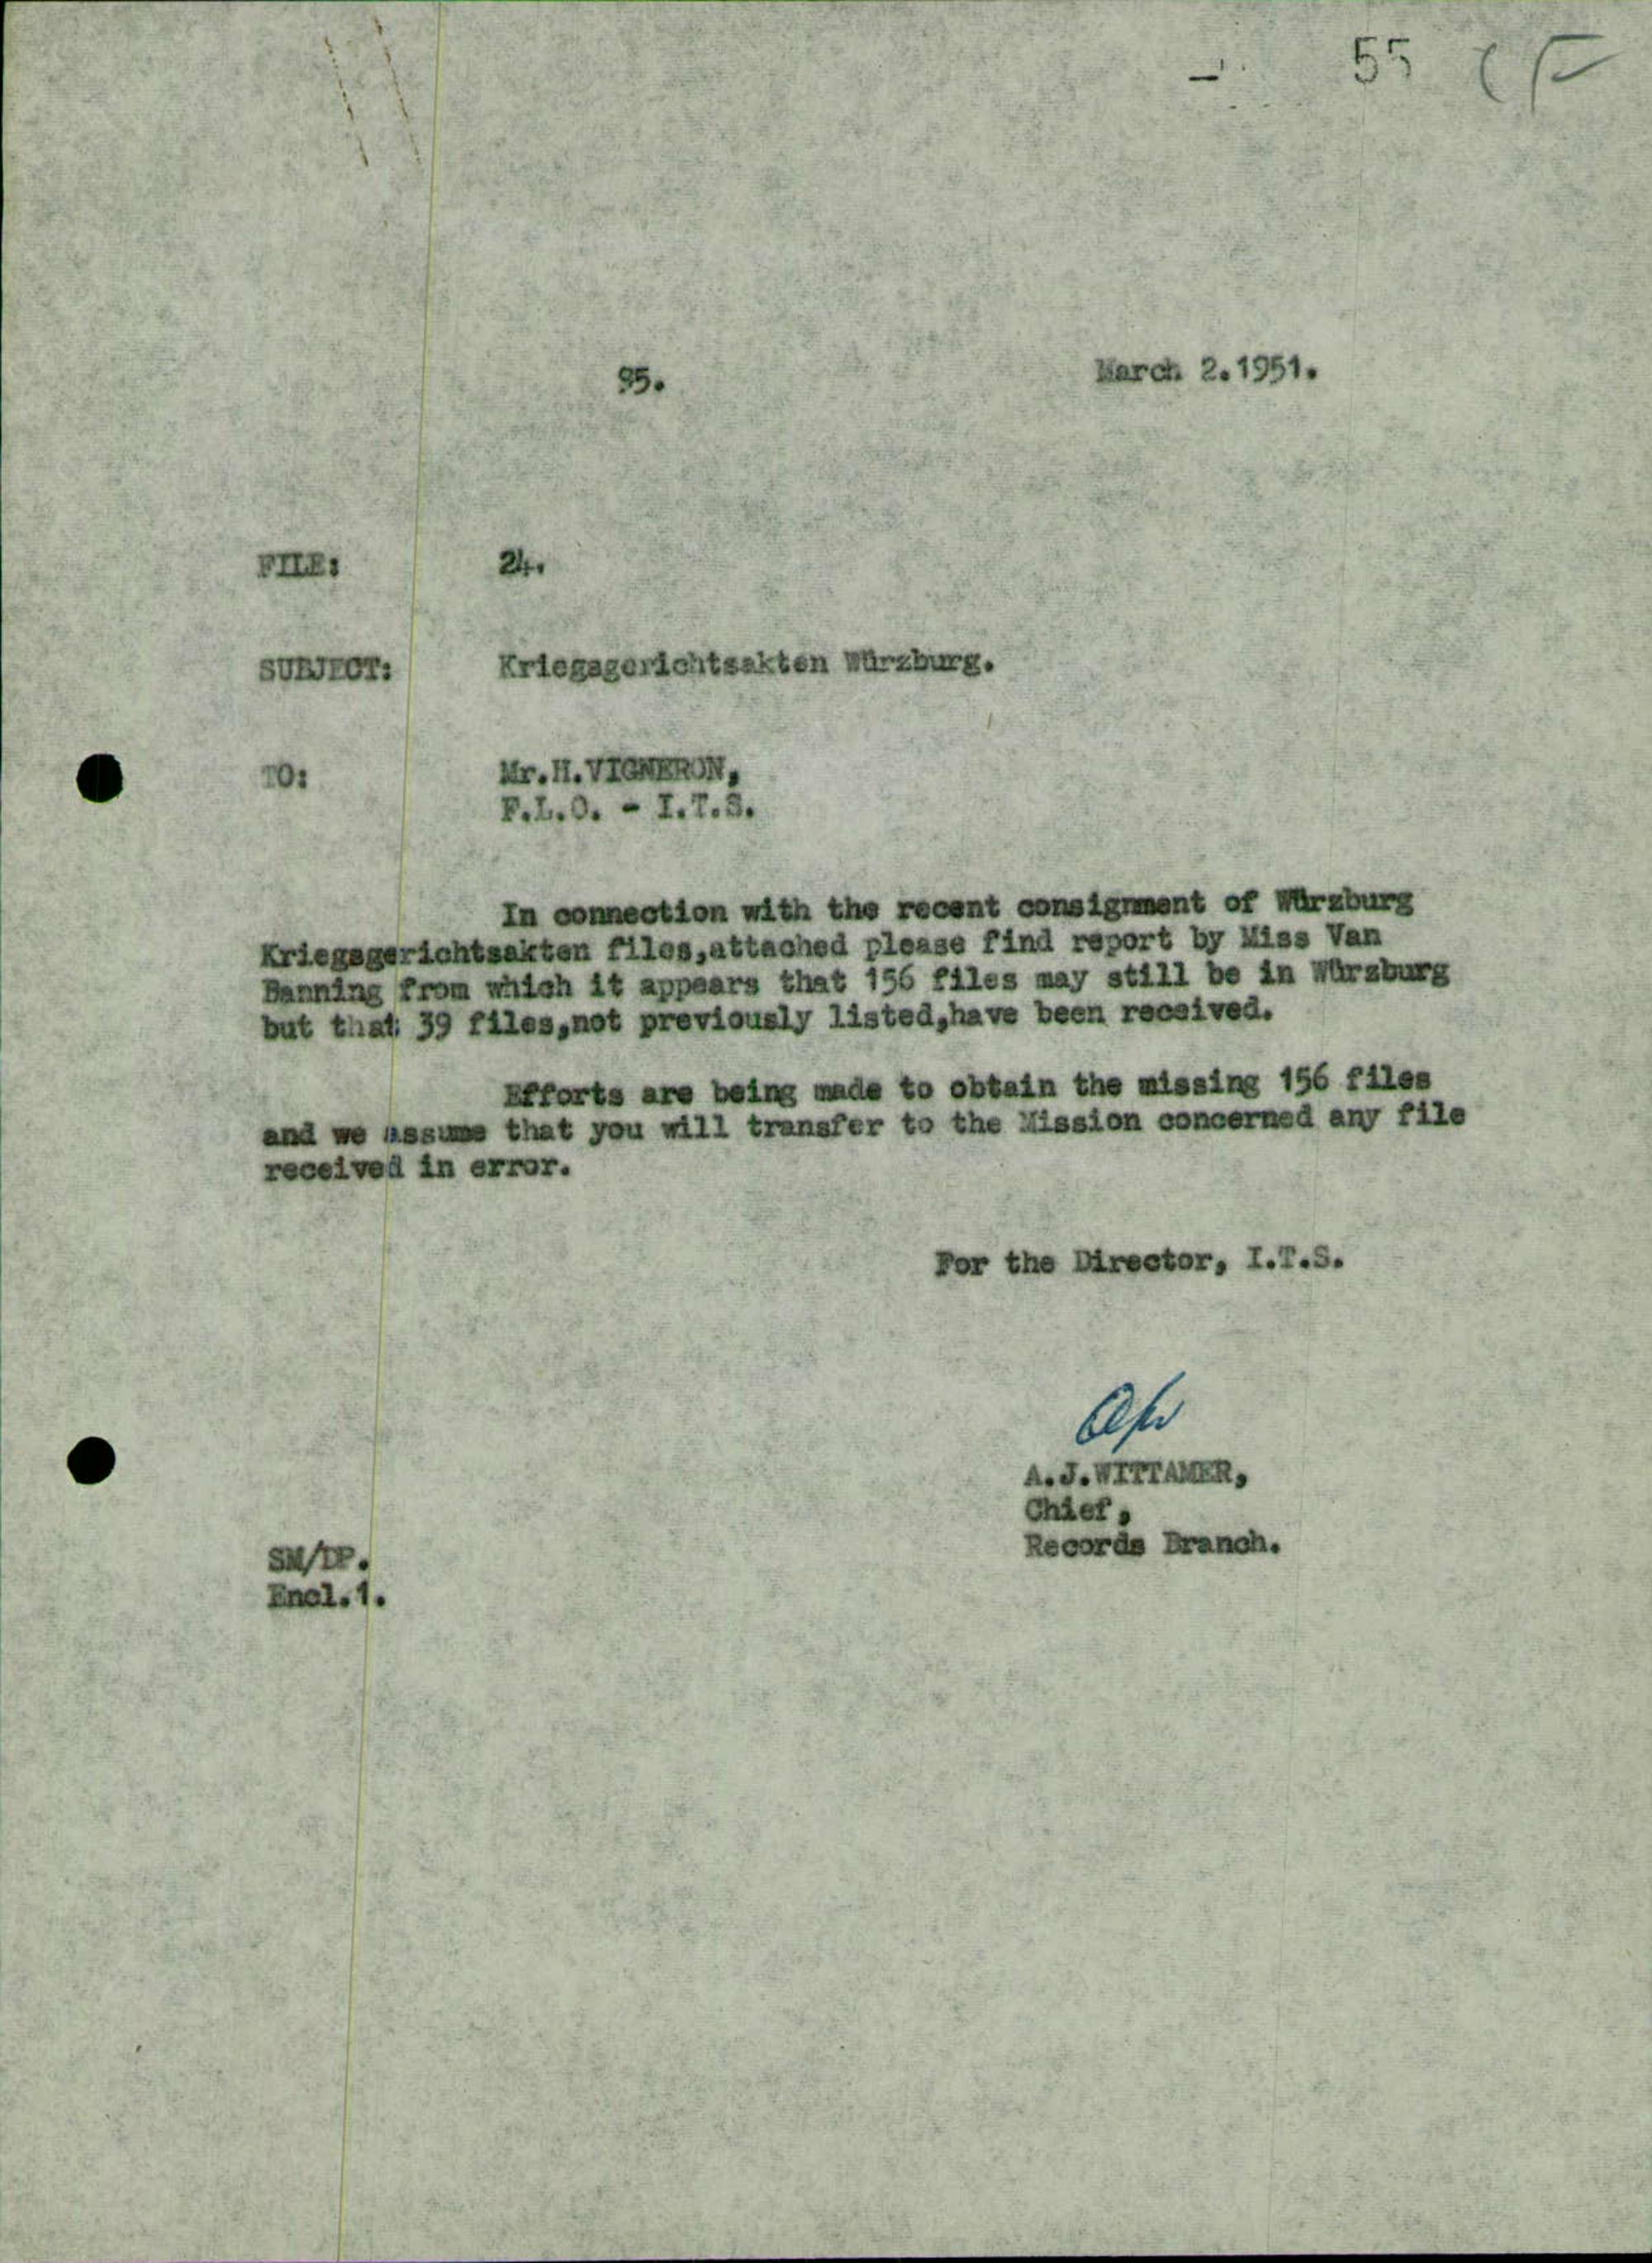 55
95.
March 2.1951.
FILE: 24.
SUBJECT: Kriegsgerichtsakten Würzburg.
TO: Mr.H.VIGNERON,
F.L.O. - I.T.S.
In connection with the recent consignment of Würzburg
Kriegsgerichtsakten files,attached please find report by Miss Van
Banning from which it appears that 156 files may still be in Würzburg
but that 39 files,not previously listed,have been received.
Efforts are being made to obtain the missing 156 files
and we assume that you will transfer to the Mission concerned any file
received in error.
For the Director, I.T.S.
A.J.WITTAMER,
Chief,
Records Branch.
SM/DP.
Encl.1.